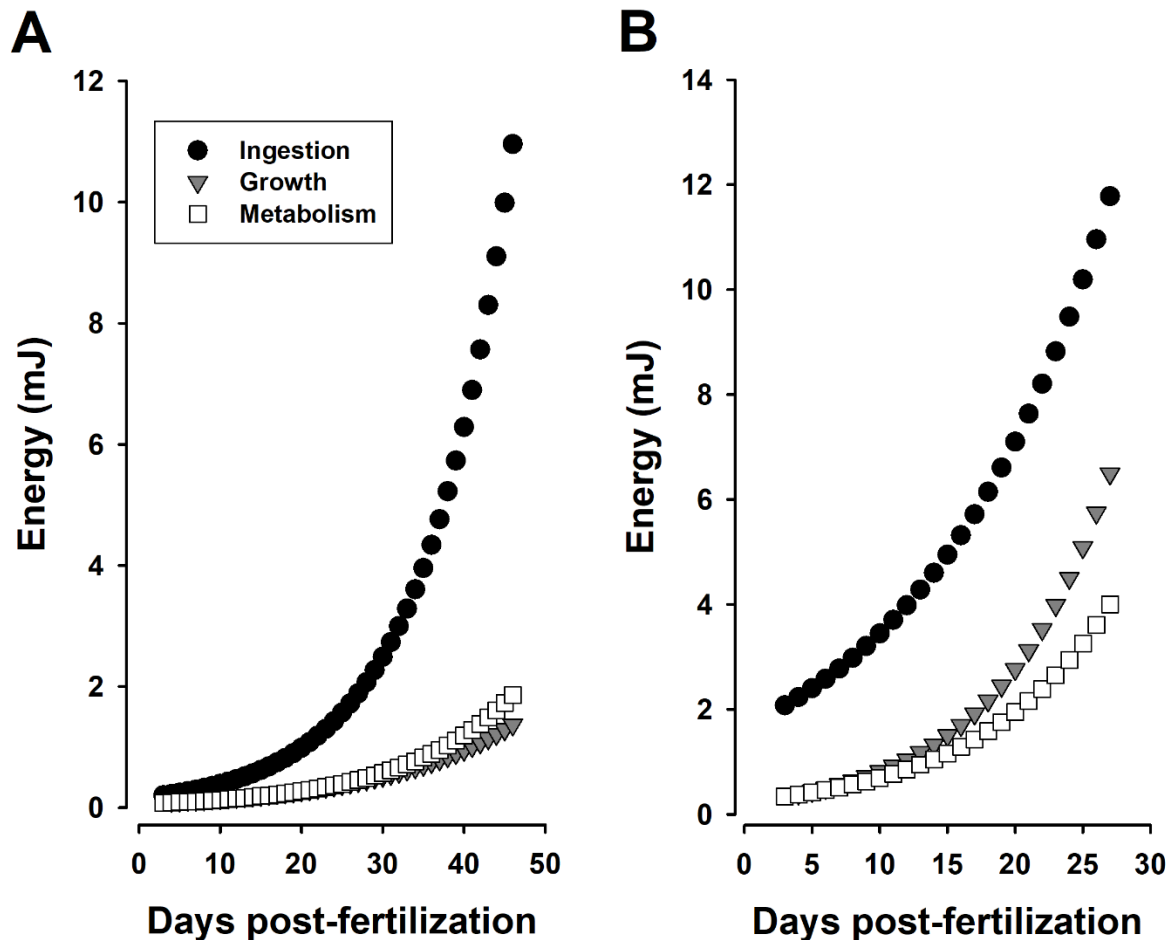 A
12
10
8
6
4
2
0
Energy (mJ)
Ingestion
Growth
Metabolism
0 10 20 30 40 50
Days post-fertilization
B
14
12
10
8
6
4
2
0
Energy (mJ)
0 5 10 15 20 25 30
Days post-fertilization